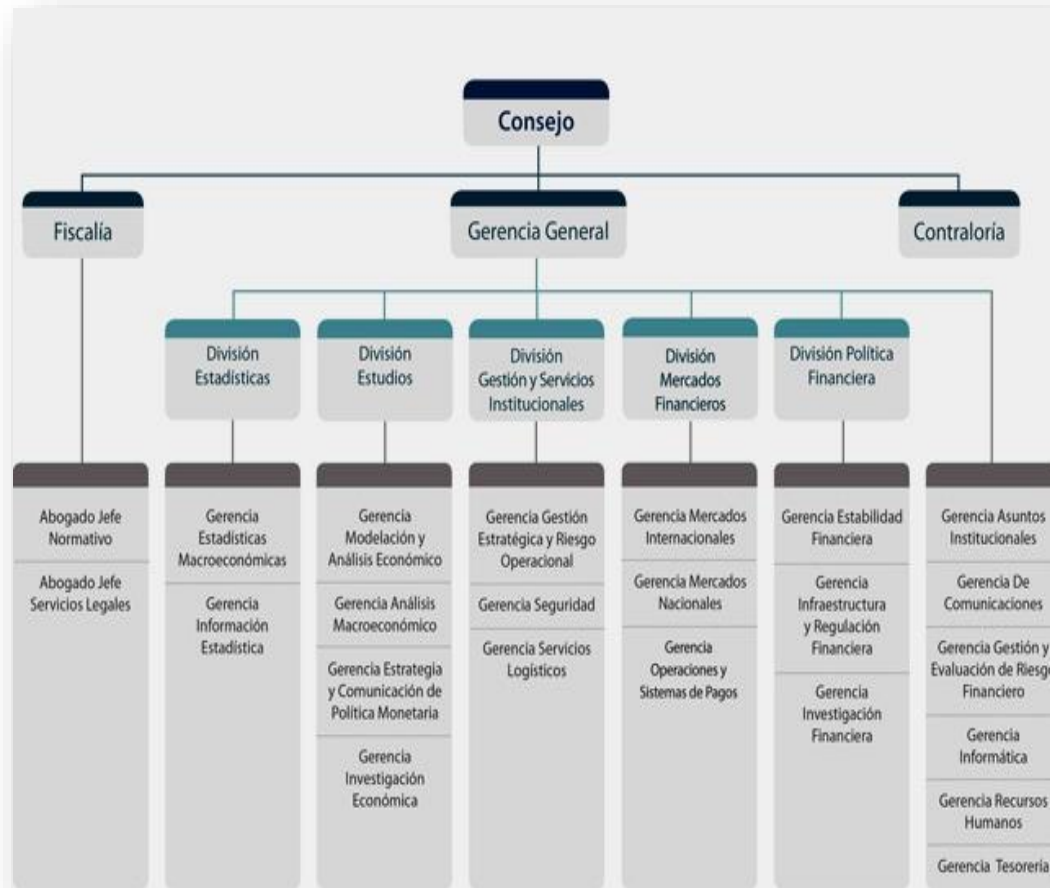 Consejo
Fiscalía
Gerencia General
Contraloría
División
Estadísticas
División
Estudios
División
Gestión y Servicios
Institucionales
División
Mercados
Financieros
División Política
Financiera
Abogado Jefe
Normativo
Abogado Jefe
Servicios Legales
Gerencia
Estadísticas
Macroeconómicas
Gerencia
Información
Estadística
Gerencia
Modelación y
Análisis Económico
Gerencia Análisis
Macroeconómico
Gerencia Estrategia
y Comunicación de
Política Monetaria
Gerencia
Investigación
Económica
Gerencia Gestión
Estratégica y Riesgo
Operacional
Gerencia Seguridad
Gerencia Servicios
Logísticos
Gerencia Mercados
Internacionales
Gerencia Mercados
Nacionales
Gerencia
Operaciones y
Sistemas de Pagos
Gerencia Estabilidad
Financiera
Gerencia
Infraestructura
y Regulación
Financiera
Gerencia
Investigación
Financiera
Gerencia Asuntos
Institucionales
Gerencia De
Comunicaciones
Gerencia Gestión y
Evaluación de Riesgo
Financiero
Gerencia
Informática
Gerencia Recursos
Humanos
Gerencia Tesorería